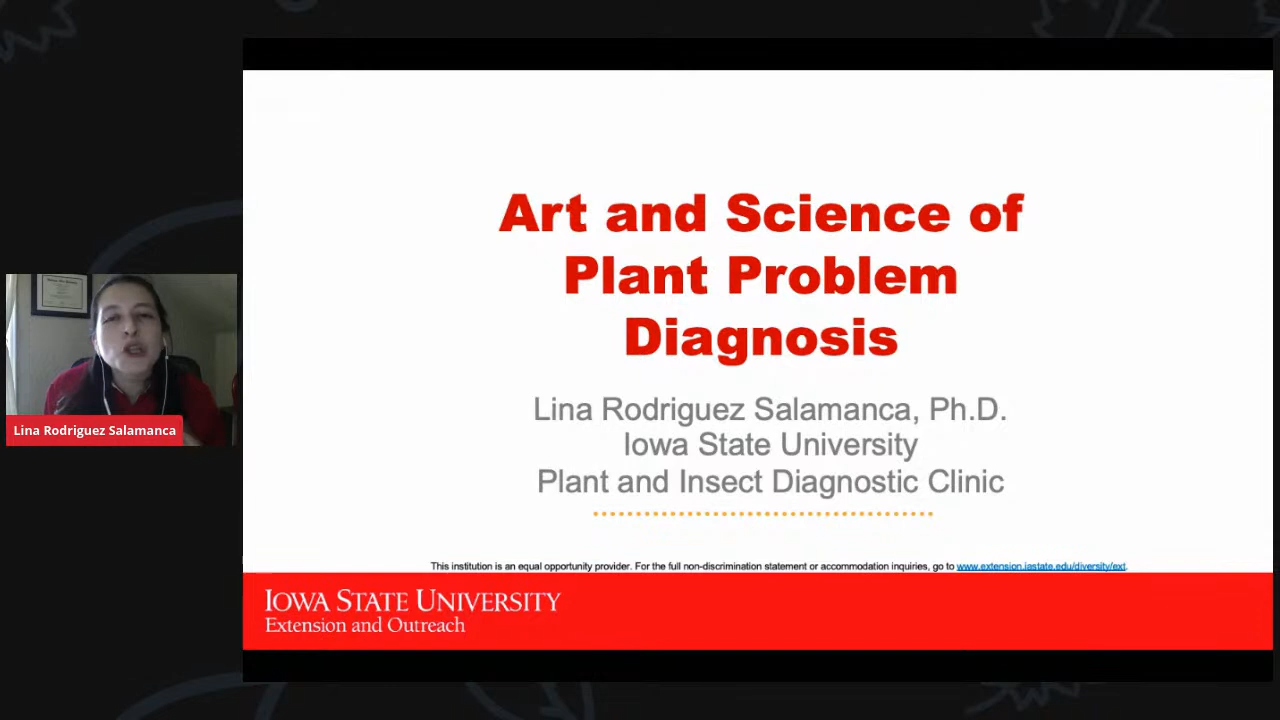 Art and Science of
Plant Problem
Diagnosis
Lina Rodriguez Salamanca, Ph.D.
Iowa State University
Plant and Insect Diagnostic Clinic
This institution is an equal opportunity provider. For the full non-discrimination statement or accommodation inquiries, go to www.extension.iastate.edu/diversity/ext.
IOWA STATE UNIVERSITY
Extension and Outreach
Lina Rodriguez Salamanca